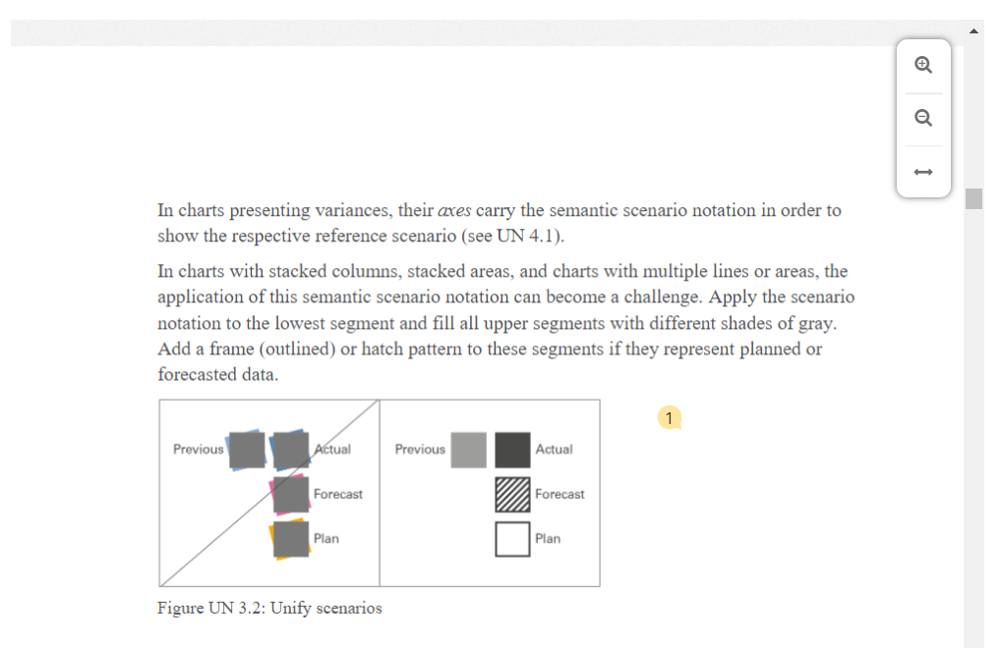 In charts presenting variances, their axes carry the semantic scenario notation in order to
show the respective reference scenario (see UN 4.1).
In charts with stacked columns, stacked areas, and charts with multiple lines or areas, the
application of this semantic scenario notation can become a challenge. Apply the scenario
notation to the lowest segment and fill all upper segments with different shades of gray.
Add a frame (outlined) or hatch pattern to these segments if they represent planned or
forecasted data.
1
Previous Actual
Forecast
Plan
Previous Actual
Forecast
Plan
Figure UN 3.2: Unify scenarios